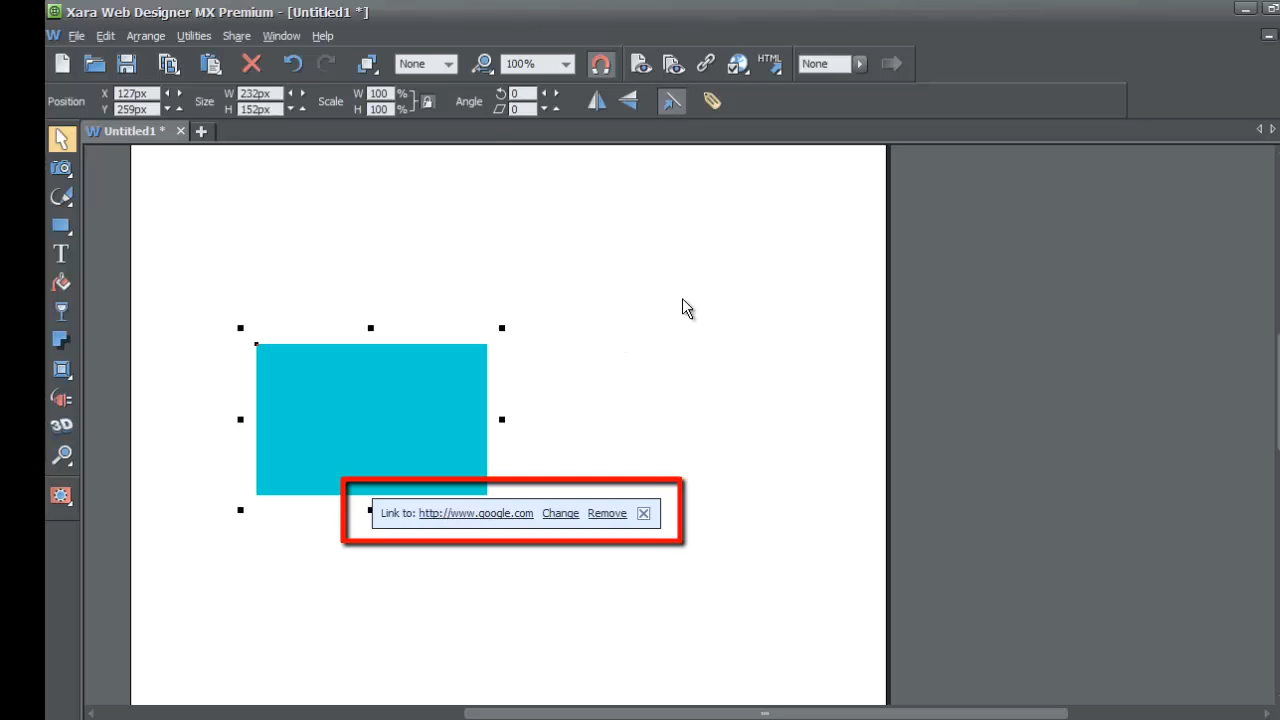 Xara Web Designer MX Premium - [Untitled1 *]
File Edit Arrange Utilities Share Window Help
None 100% HTML None
Position X 127px Size W 232px Scale W 100 % Angle 0
Y 259px H 152px H 100 % 0
Untitled1 *
T
3D
Link to: http://www.google.com Change Remove